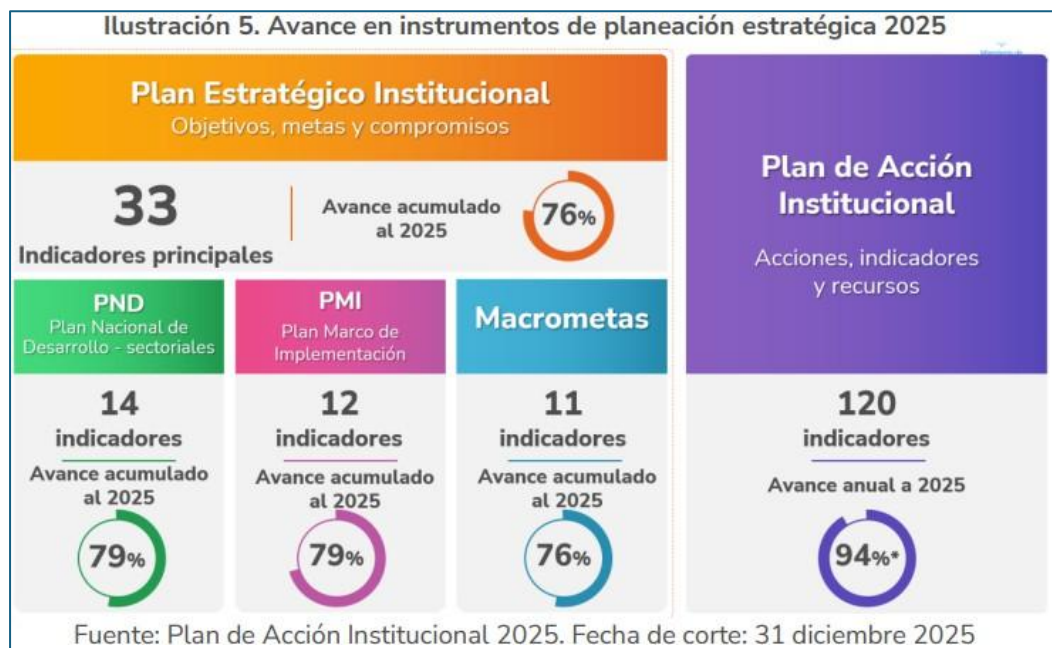 Ilustración 5. Avance en instrumentos de planeación estratégica 2025
Plan Estratégico Institucional
Objetivos, metas y compromisos
33
Indicadores principales
Avance acumulado
al 2025
76%
PND
Plan Nacional de
Desarrollo - sectoriales
14
indicadores
Avance acumulado
al 2025
79%
PMI
Plan Marco de
Implementación
12
indicadores
Avance acumulado
al 2025
79%
Macrometas
11
indicadores
Avance acumulado
al 2025
76%
Plan de Acción
Institucional
Acciones, indicadores
y recursos
120
indicadores
Avance anual a 2025
94%*
Fuente: Plan de Acción Institucional 2025. Fecha de corte: 31 diciembre 2025